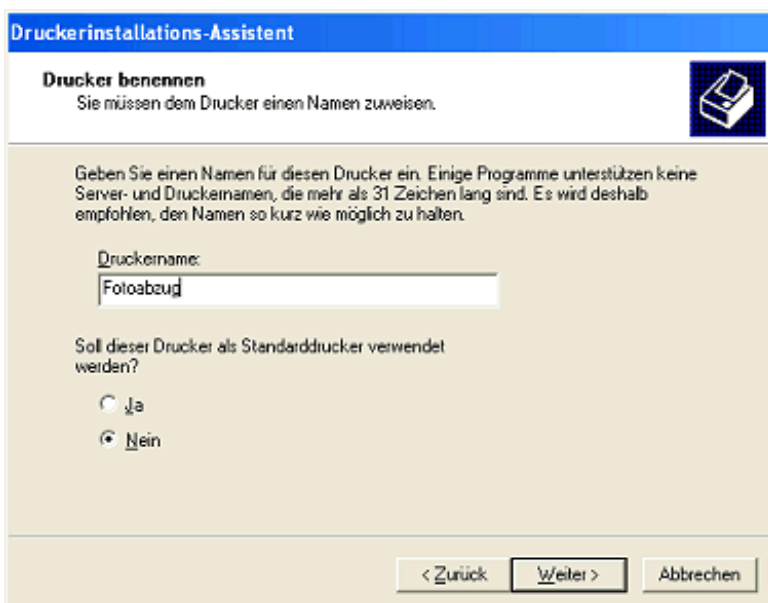 Druckerinstallations-Assistent
Drucker benennen
Sie müssen dem Drucker einen Namen zuweisen.
Geben Sie einen Namen für diesen Drucker ein. Einige Programme unterstützen keine
Server- und Druckernamen, die mehr als 31 Zeichen lang sind. Es wird deshalb
empfohlen, den Namen so kurz wie möglich zu halten.
Druckername:
Fotoabzug
Soll dieser Drucker als Standarddrucker verwendet
werden?
Ja
Nein
< Zurück Weiter > Abbrechen